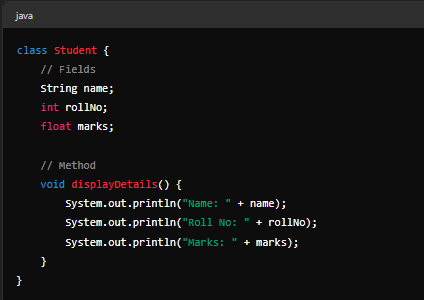 java
class Student {
    // Fields
    String name;
    int rollNo;
    float marks;

    // Method
    void displayDetails() {
        System.out.println("Name: " + name);
        System.out.println("Roll No: " + rollNo);
        System.out.println("Marks: " + marks);
    }
}